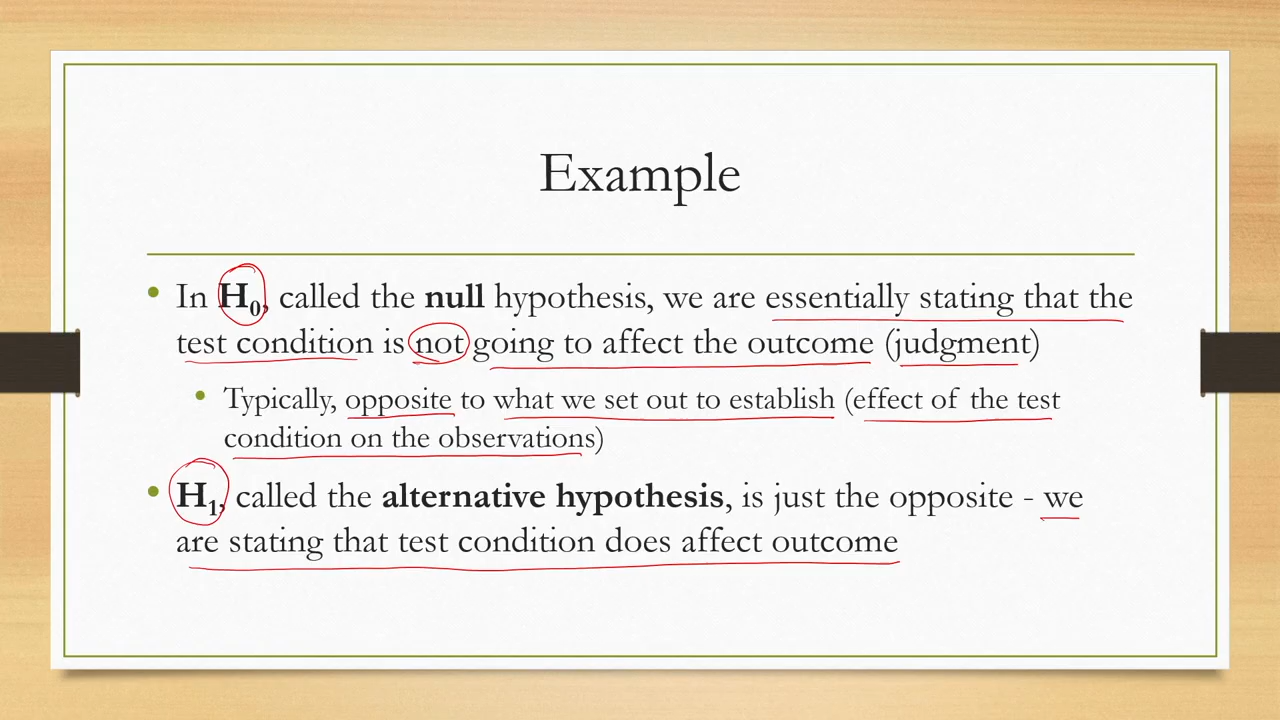 Example
• In H₀, called the null hypothesis, we are essentially stating that the
test condition is not going to affect the outcome (judgment)
• Typically, opposite to what we set out to establish (effect of the test
condition on the observations)
• H₁, called the alternative hypothesis, is just the opposite - we
are stating that test condition does affect outcome